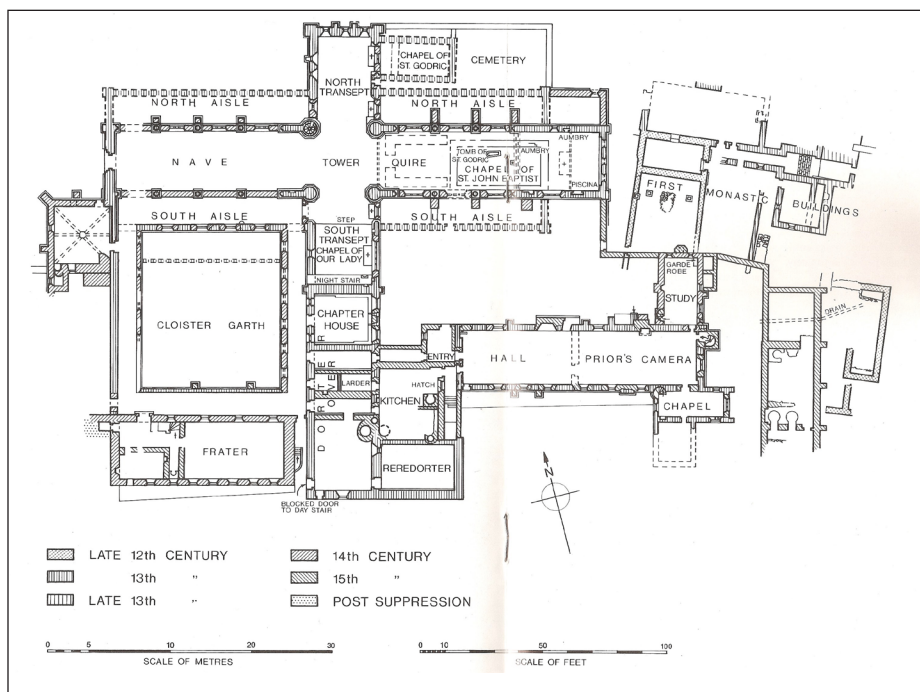 CHAPEL OF
ST. GODRIC
CEMETERY
NORTH
TRANSEPT
NORTH AISLE
NORTH AISLE
AUMBRY
TOMB OF
ST. GODRIC
AUMBRY
NAVE
TOWER
QUIRE
CHAPEL OF
ST. JOHN BAPTIST
PISCINA
FIRST
MONASTIC
BUILDINGS
SOUTH AISLE
STEP
SOUTH AISLE
SOUTH
TRANSEPT
CHAPEL OF
OUR LADY
NIGHT STAIR
GARDE
ROBE
STUDY
DRAIN
CLOISTER GARTH
CHAPTER
HOUSE
ENTRY
HALL
PRIOR'S CAMERA
LARDER
HATCH
KITCHEN
CHAPEL
DORTER OVER
FRATER
REREDORTER
BLOCKED DOOR
TO DAY STAIR
N
LATE 12th CENTURY
13th "
LATE 13th "
14th CENTURY
15th "
POST SUPPRESSION
0 5 10 20 30
SCALE OF METRES
0 10 50 100
SCALE OF FEET